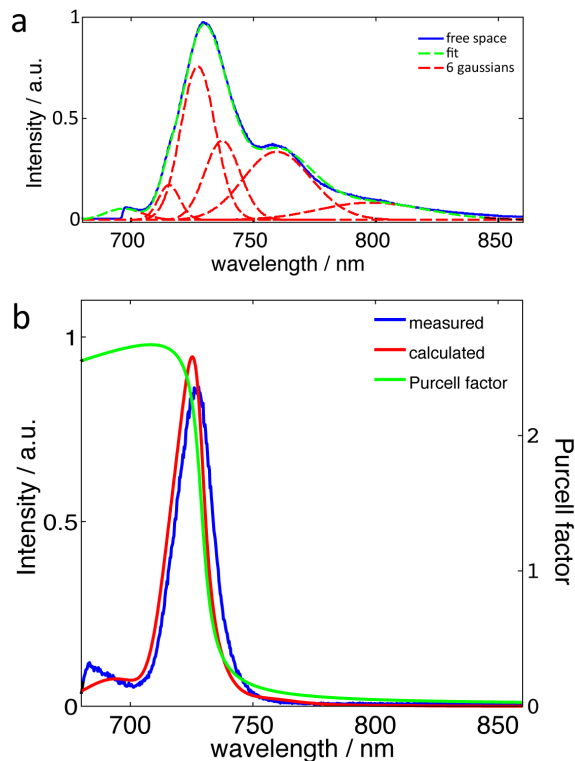 a
1
0.5
0
Intensity / a.u.
free space
fit
6 gaussians
700
750
800
850
wavelength / nm
b
1
0.5
0
Intensity / a.u.
measured
calculated
Purcell factor
2
1
0
Purcell factor
700
750
800
850
wavelength / nm